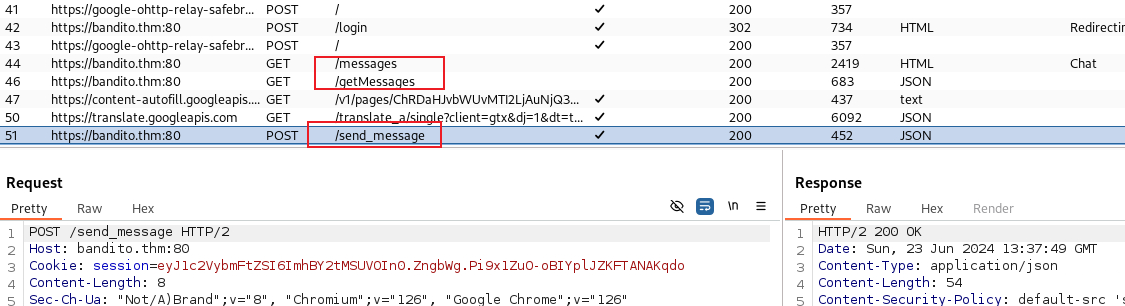 41 https://google-ohttp-relay-safebr... POST / ✓ 200 357
42 https://bandito.thm:80 POST /login 302 734 HTML Redirectin
43 https://google-ohttp-relay-safebr... POST / ✓ 200 357
44 https://bandito.thm:80 GET /messages 200 2419 HTML Chat
46 https://bandito.thm:80 GET /getMessages 200 683 JSON
47 https://content-autofill.googleapis.... GET /v1/pages/ChRDaHJvbWUvMTI2LjAuNjQ3... ✓ 200 437 text
50 https://translate.googleapis.com GET /translate_a/single?client=gtx&dj=1&dt=t... ✓ 200 6092 JSON
51 https://bandito.thm:80 POST /send_message ✓ 200 452 JSON
Request
Pretty Raw Hex
\n
1 POST /send_message HTTP/2
2 Host: bandito.thm:80
3 Cookie: session=eyJ1c2VybmFtZSI6ImhBY2tMSUVOIn0.ZngbWg.Pi9x1ZuO-oBIYplJZKFTANAKqdo
4 Content-Length: 8
5 Sec-Ch-Ua: "Not/A)Brand";v="8", "Chromium";v="126", "Google Chrome";v="126"
Response
Pretty Raw Hex Render
1 HTTP/2 200 OK
2 Date: Sun, 23 Jun 2024 13:37:49 GMT
3 Content-Type: application/json
4 Content-Length: 54
5 Content-Security-Policy: default-src 's